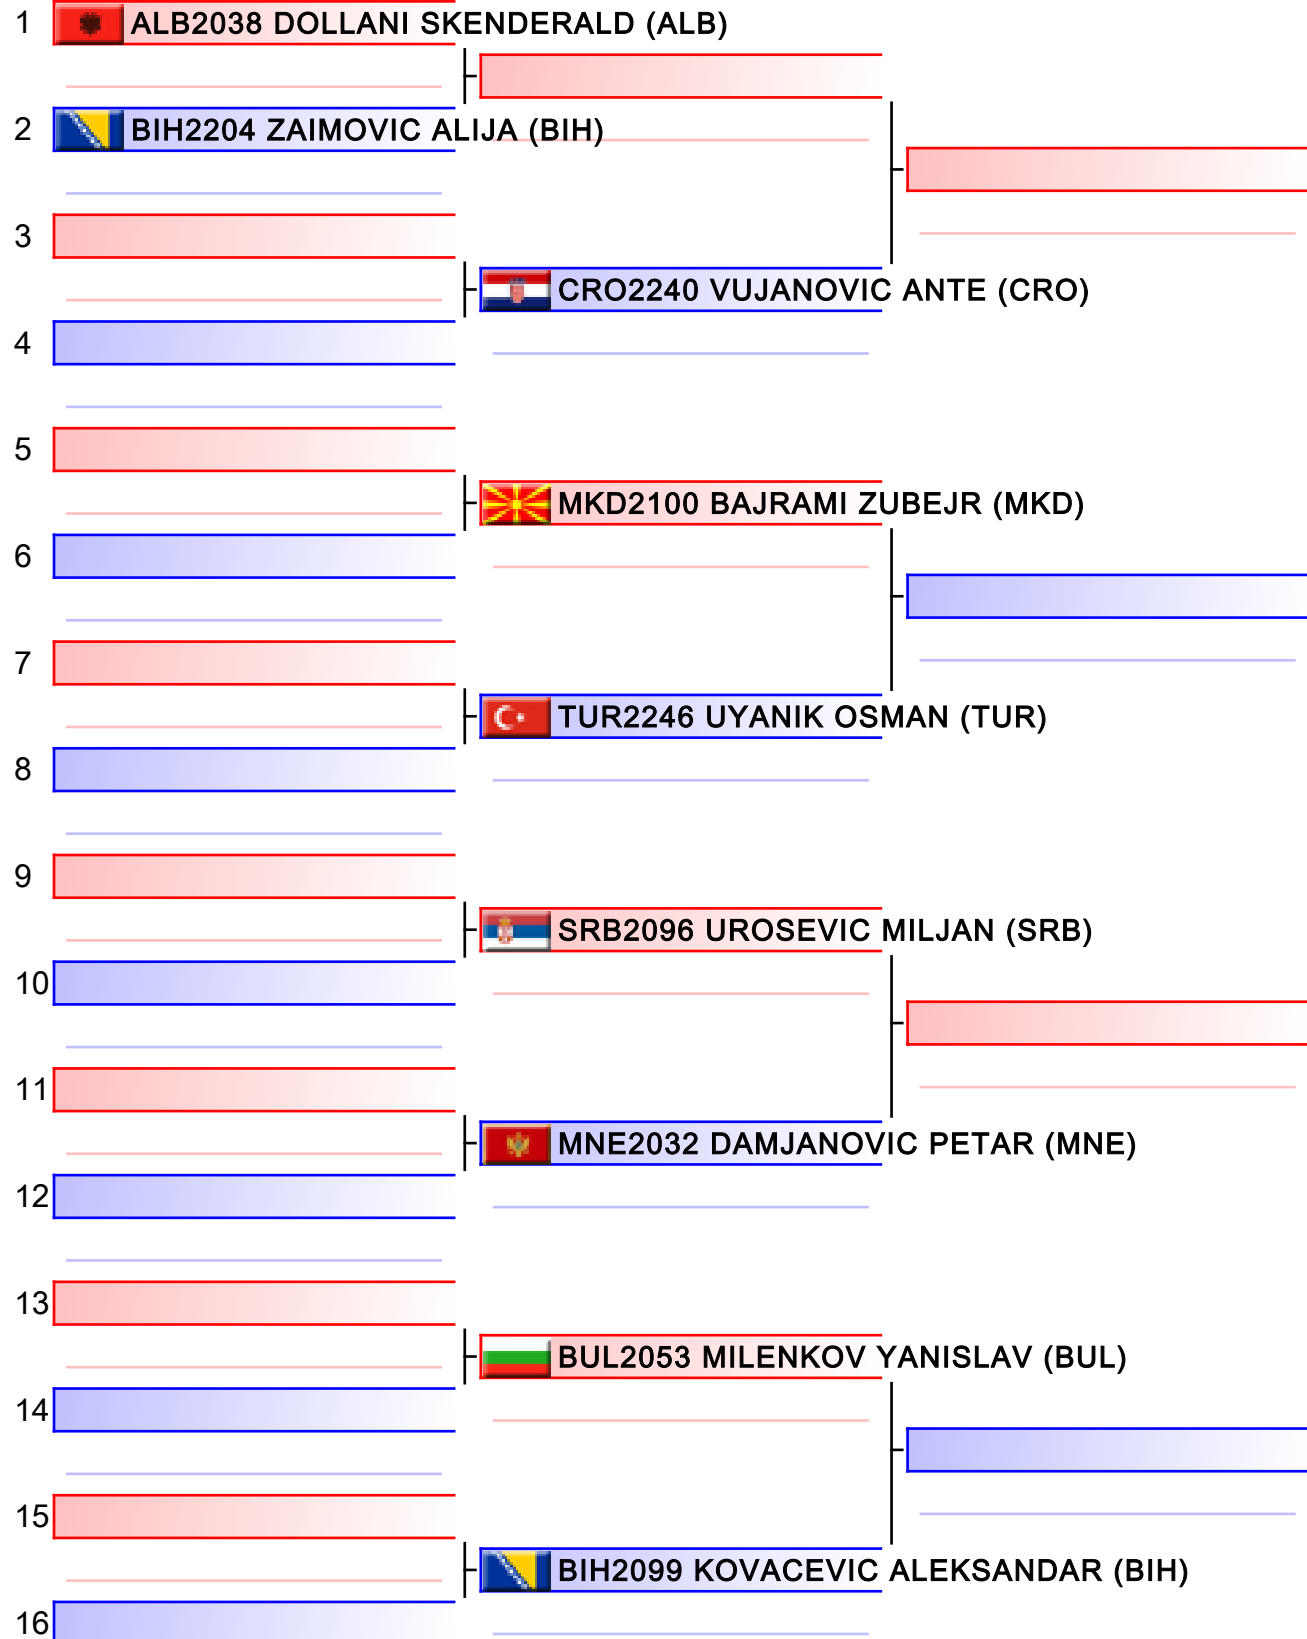 1 ALB2038 DOLLANI SKENDERALD (ALB)
2 BIH2204 ZAIMOVIC ALIJA (BIH)
3
CRO2240 VUJANOVIC ANTE (CRO)
4
5
MKD2100 BAJRAMI ZUBEJR (MKD)
6
7
TUR2246 UYANIK OSMAN (TUR)
8
9
SRB2096 UROSEVIC MILJAN (SRB)
10
11
MNE2032 DAMJANOVIC PETAR (MNE)
12
13
BUL2053 MILENKOV YANISLAV (BUL)
14
15
BIH2099 KOVACEVIC ALEKSANDAR (BIH)
16